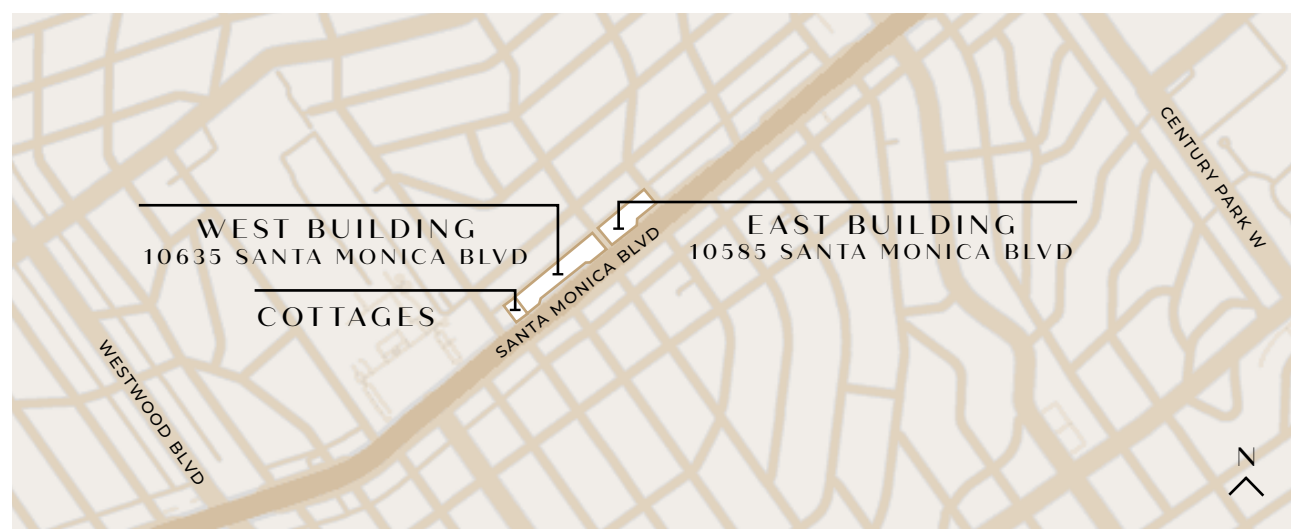 CENTURY PARK W
WEST BUILDING
10635 SANTA MONICA BLVD
EAST BUILDING
10585 SANTA MONICA BLVD
SANTA MONICA BLVD
COTTAGES
WESTWOOD BLVD
N